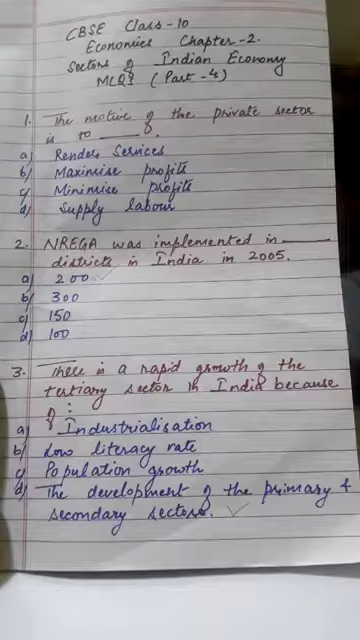 CBSE Class-10
Economics Chapter-2.
Sectors of Indian Economy
MCQs (Part-4)
1. The motive of the private sector
is to ______.
a) Render Services
b) Maximise profits
c) Minimise profits
d) Supply labour
2. NREGA was implemented in ______
districts in India in 2005.
a) 200
b) 300
c) 150
d) 100
3. There is a rapid growth of the
tertiary sector in India because
of :
a) Industrialisation
b) Low literacy rate
c) Population growth
d) The development of the primary &
secondary sectors.